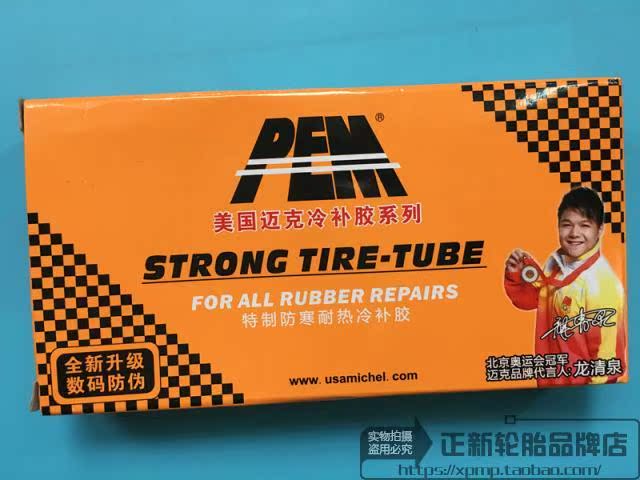 PEM®
美国迈克冷补胶系列
STRONG TIRE-TUBE
FOR ALL RUBBER REPAIRS
特制防寒耐热冷补胶
全新升级
数码防伪
www.usamichel.com
北京奥运会冠军
迈克品牌代言人:龙清泉
实物拍摄
盗用必究
正新轮胎品牌店
https://xpmp.taobao.com/